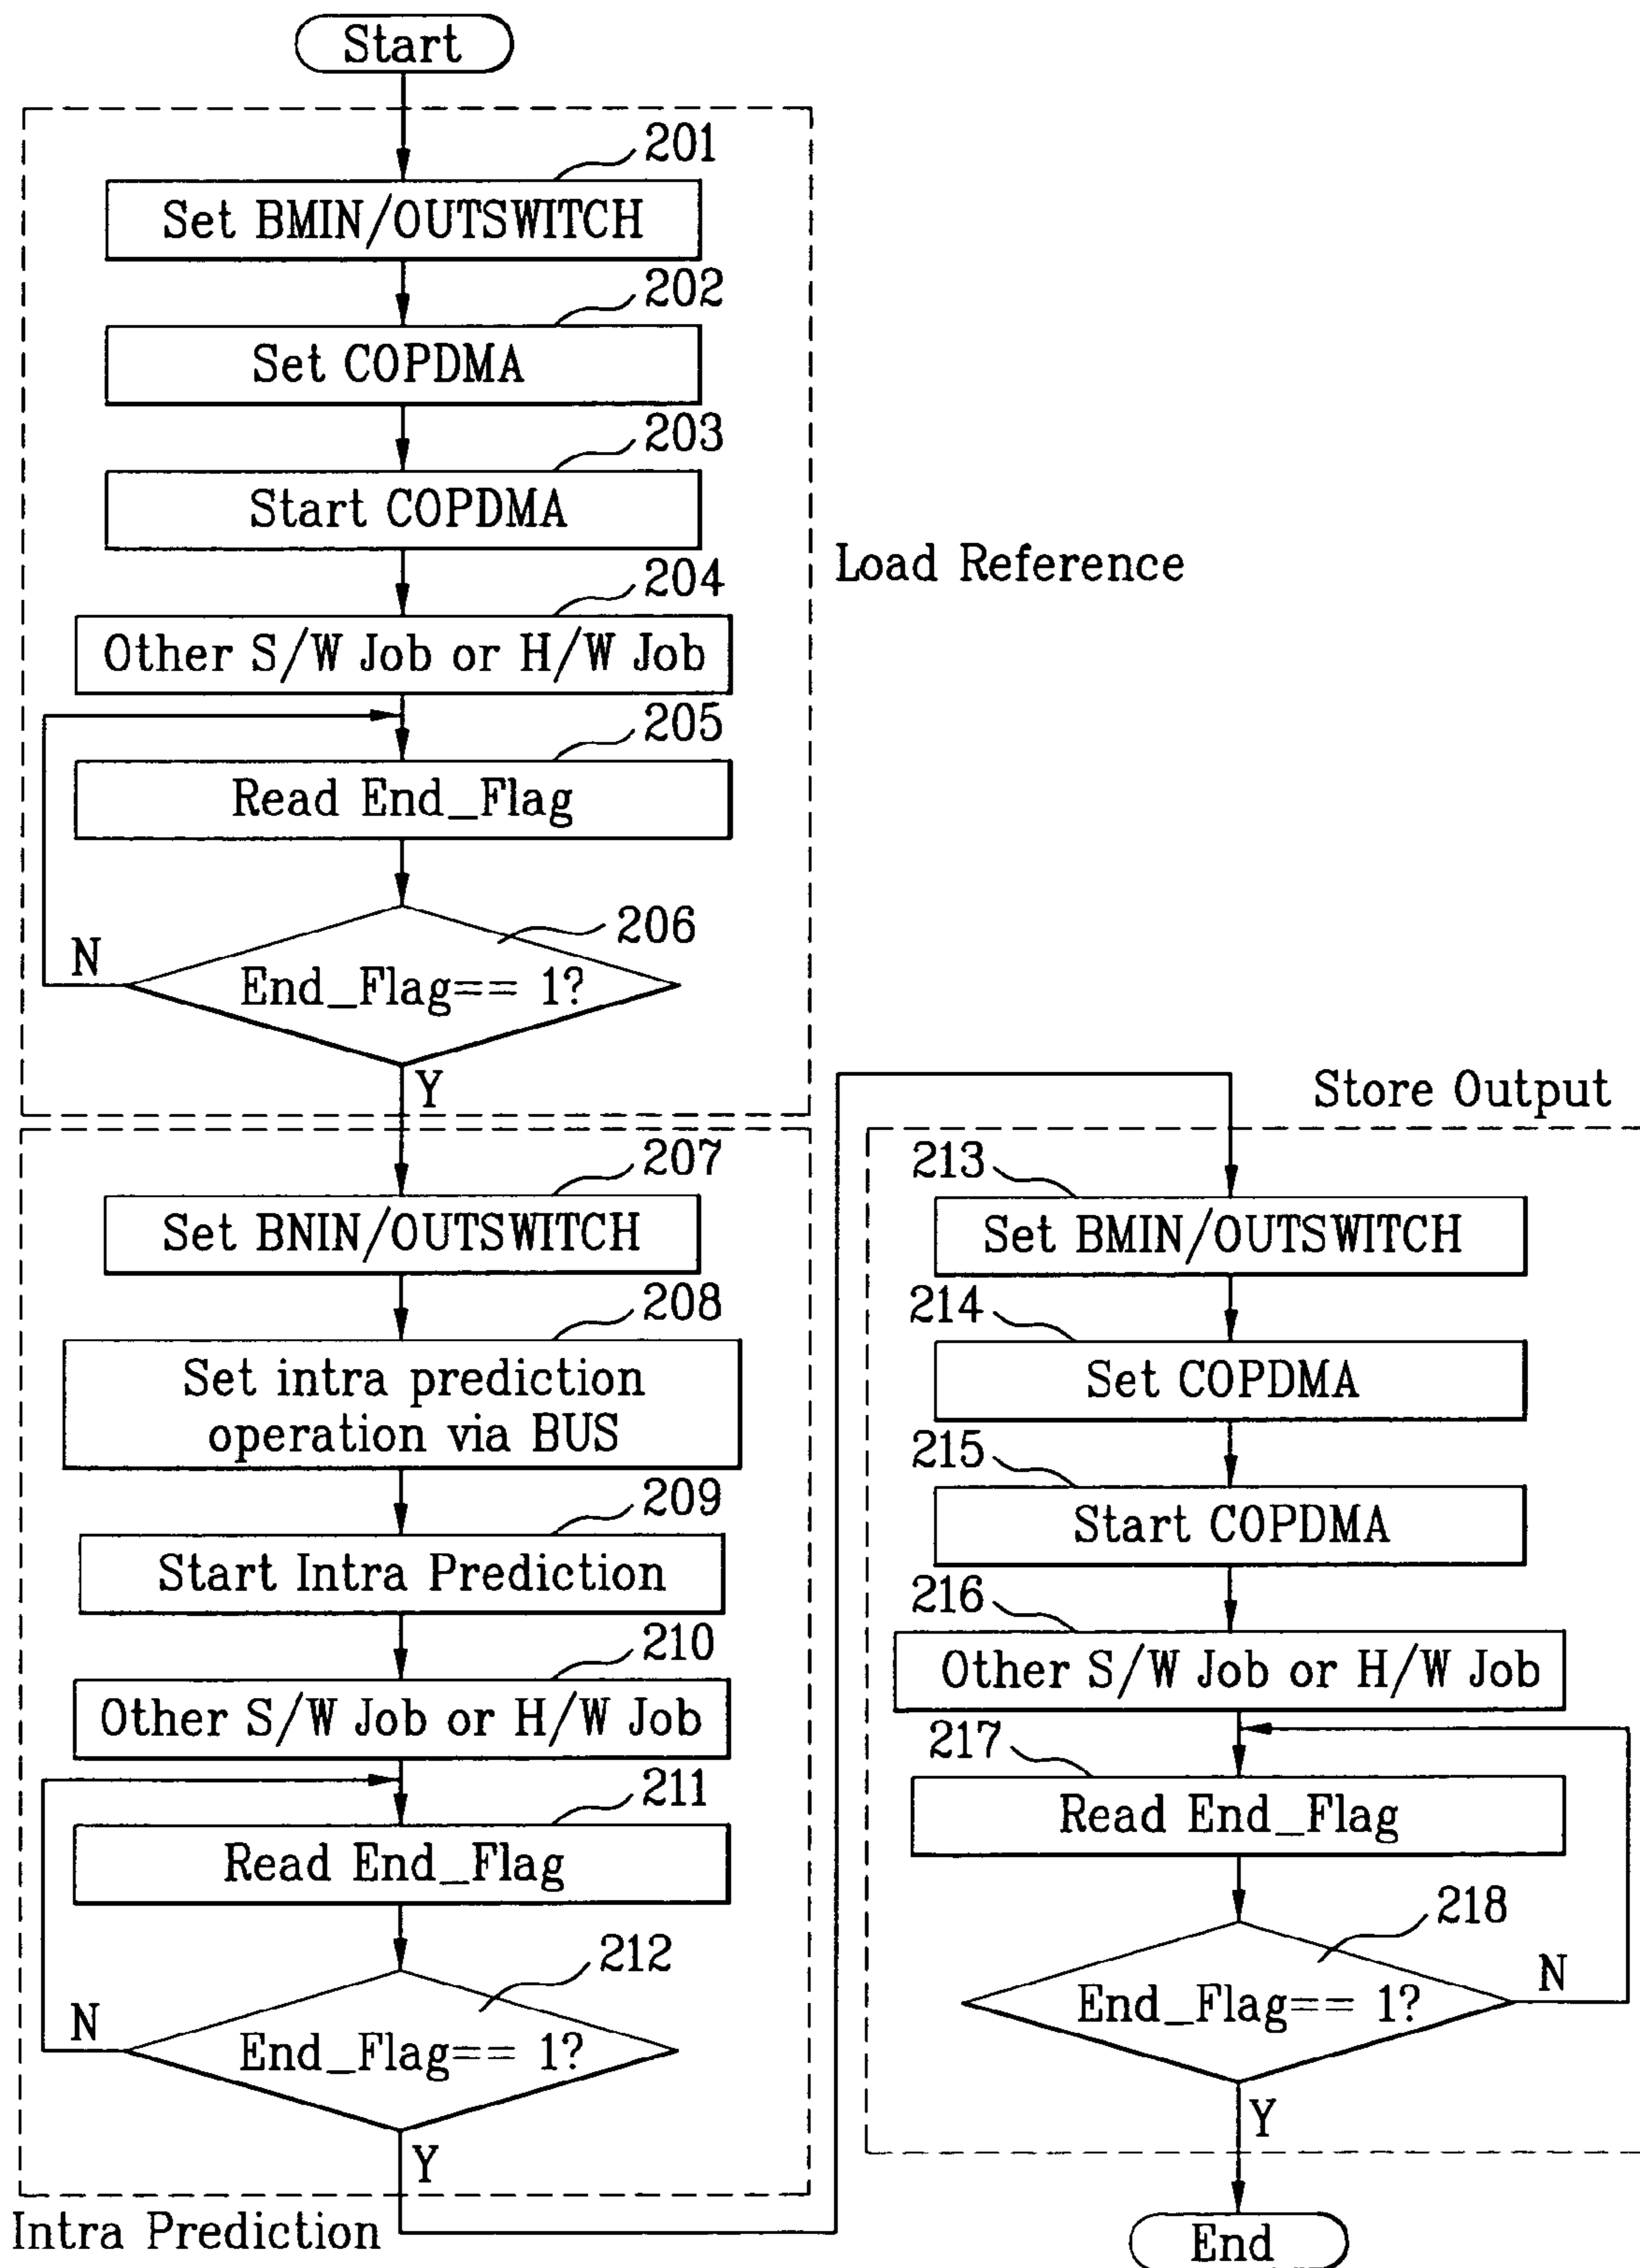 Start
201
Set BMIN/OUTSWITCH
202
Set COPDMA
203
Start COPDMA
Load Reference
204
Other S/W Job or H/W Job
205
Read End_Flag
206
End_Flag== 1?
N
Y
207
Set BNIN/OUTSWITCH
208
Set intra prediction
operation via BUS
209
Start Intra Prediction
210
Other S/W Job or H/W Job
211
Read End_Flag
212
End_Flag== 1?
N
Y
Intra Prediction
Store Output
213
Set BMIN/OUTSWITCH
214
Set COPDMA
215
Start COPDMA
216
Other S/W Job or H/W Job
217
Read End_Flag
218
End_Flag== 1?
N
Y
End